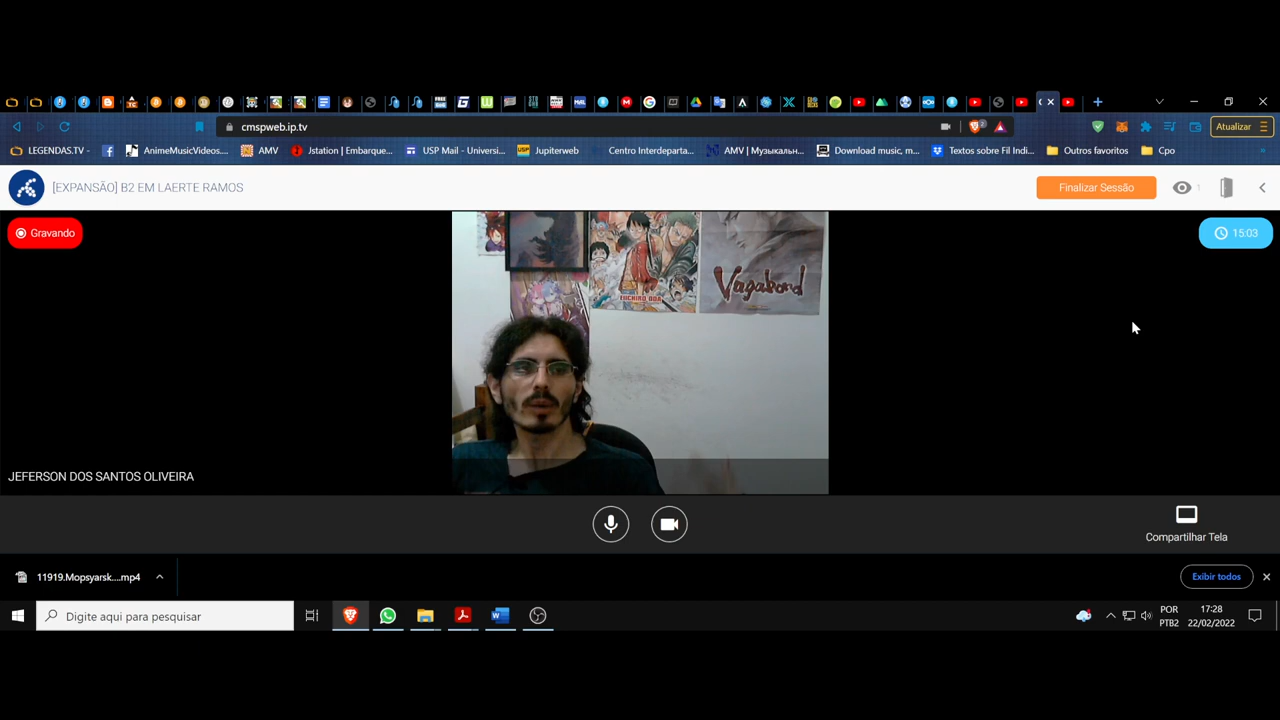 cmspweb.ip.tv
Atualizar
LEGENDAS.TV -
AnimeMusicVideos....
AMV
Jstation | Embarque...
USP Mail - Universi...
Jupiterweb
Centro Interdeparta...
AMV | Музыкальн...
Download music, m...
Textos sobre Fil Indi...
Outros favoritos
Cpo
[EXPANSÃO] B2 EM LAERTE RAMOS
Finalizar Sessão
1
Gravando
15:03
EIICHIRO ODA
Vagabond
JEFERSON DOS SANTOS OLIVEIRA
Compartilhar Tela
11919.Mopsyarsk....mp4
Exibir todos
Digite aqui para pesquisar
POR
PTB2
17:28
22/02/2022